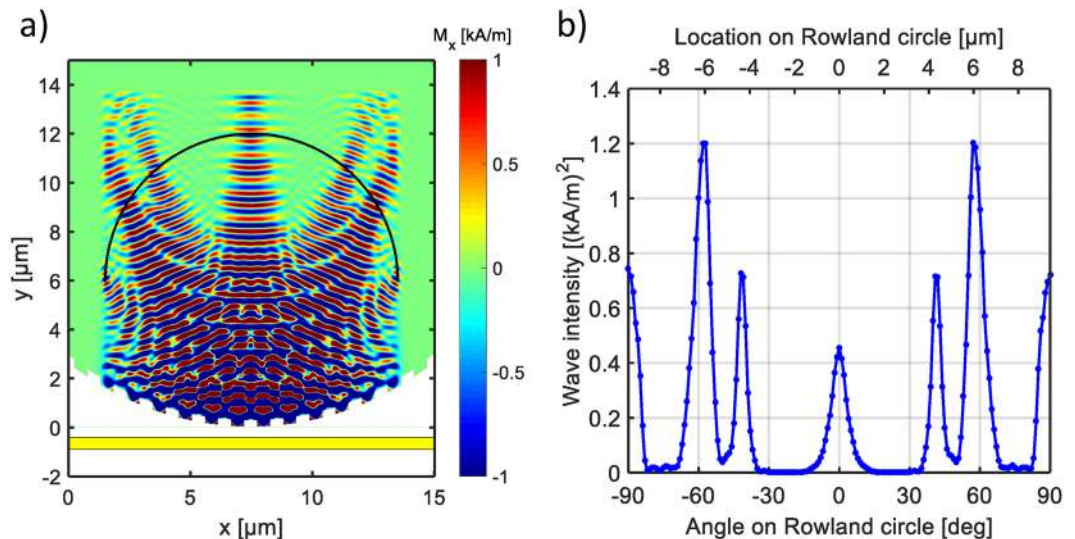 a)
M_x [kA/m]
y [µm]
14
12
10
8
6
4
2
0
-2
0 5 10 15
x [µm]
1
0.5
0
-0.5
-1
b)
Location on Rowland circle [µm]
-8 -6 -4 -2 0 2 4 6 8
Wave intensity [(kA/m)²]
1.4
1.2
1
0.8
0.6
0.4
0.2
0
-90 -60 -30 0 30 60 90
Angle on Rowland circle [deg]